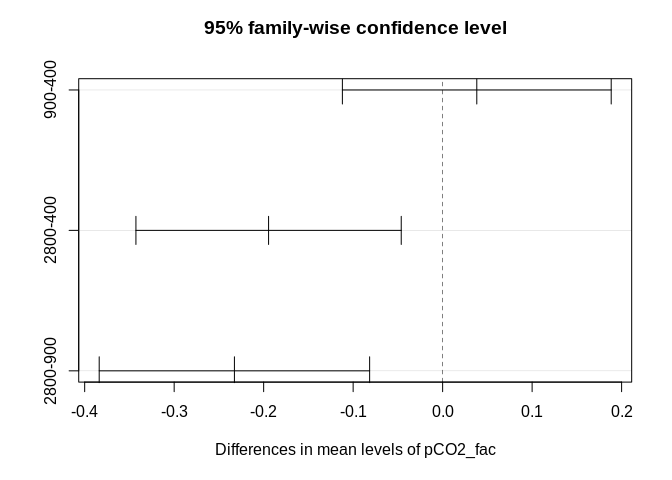 95% family-wise confidence level
900-400
2800-400
2800-900
-0.4 -0.3 -0.2 -0.1 0.0 0.1 0.2
Differences in mean levels of pCO2_fac